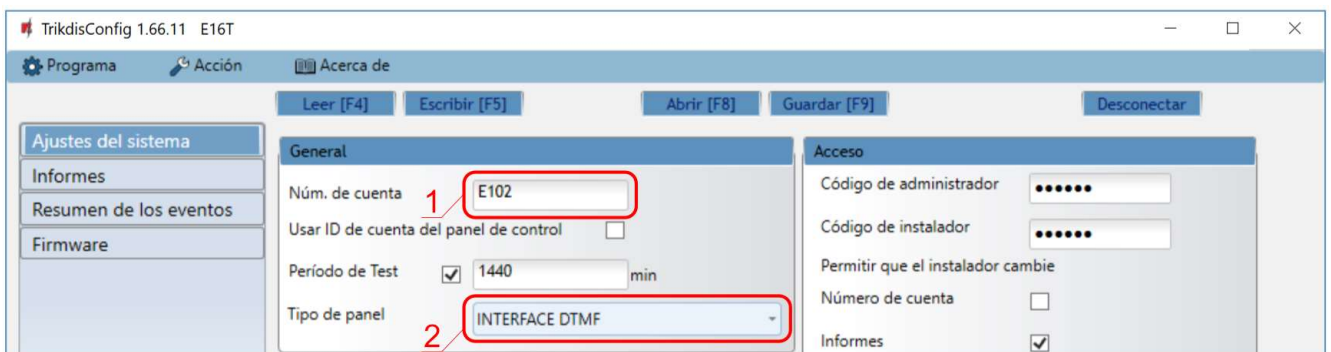 TrikdisConfig 1.66.11 E16T
Programa Acción Acerca de
Leer [F4] Escribir [F5] Abrir [F8] Guardar [F9] Desconectar
Ajustes del sistema
Informes
Resumen de los eventos
Firmware
General
Núm. de cuenta 1 E102
Usar ID de cuenta del panel de control
Período de Test 1440 min
Tipo de panel 2 INTERFACE DTMF
Acceso
Código de administrador ●●●●●●
Código de instalador ●●●●●●
Permitir que el instalador cambie
Número de cuenta
Informes